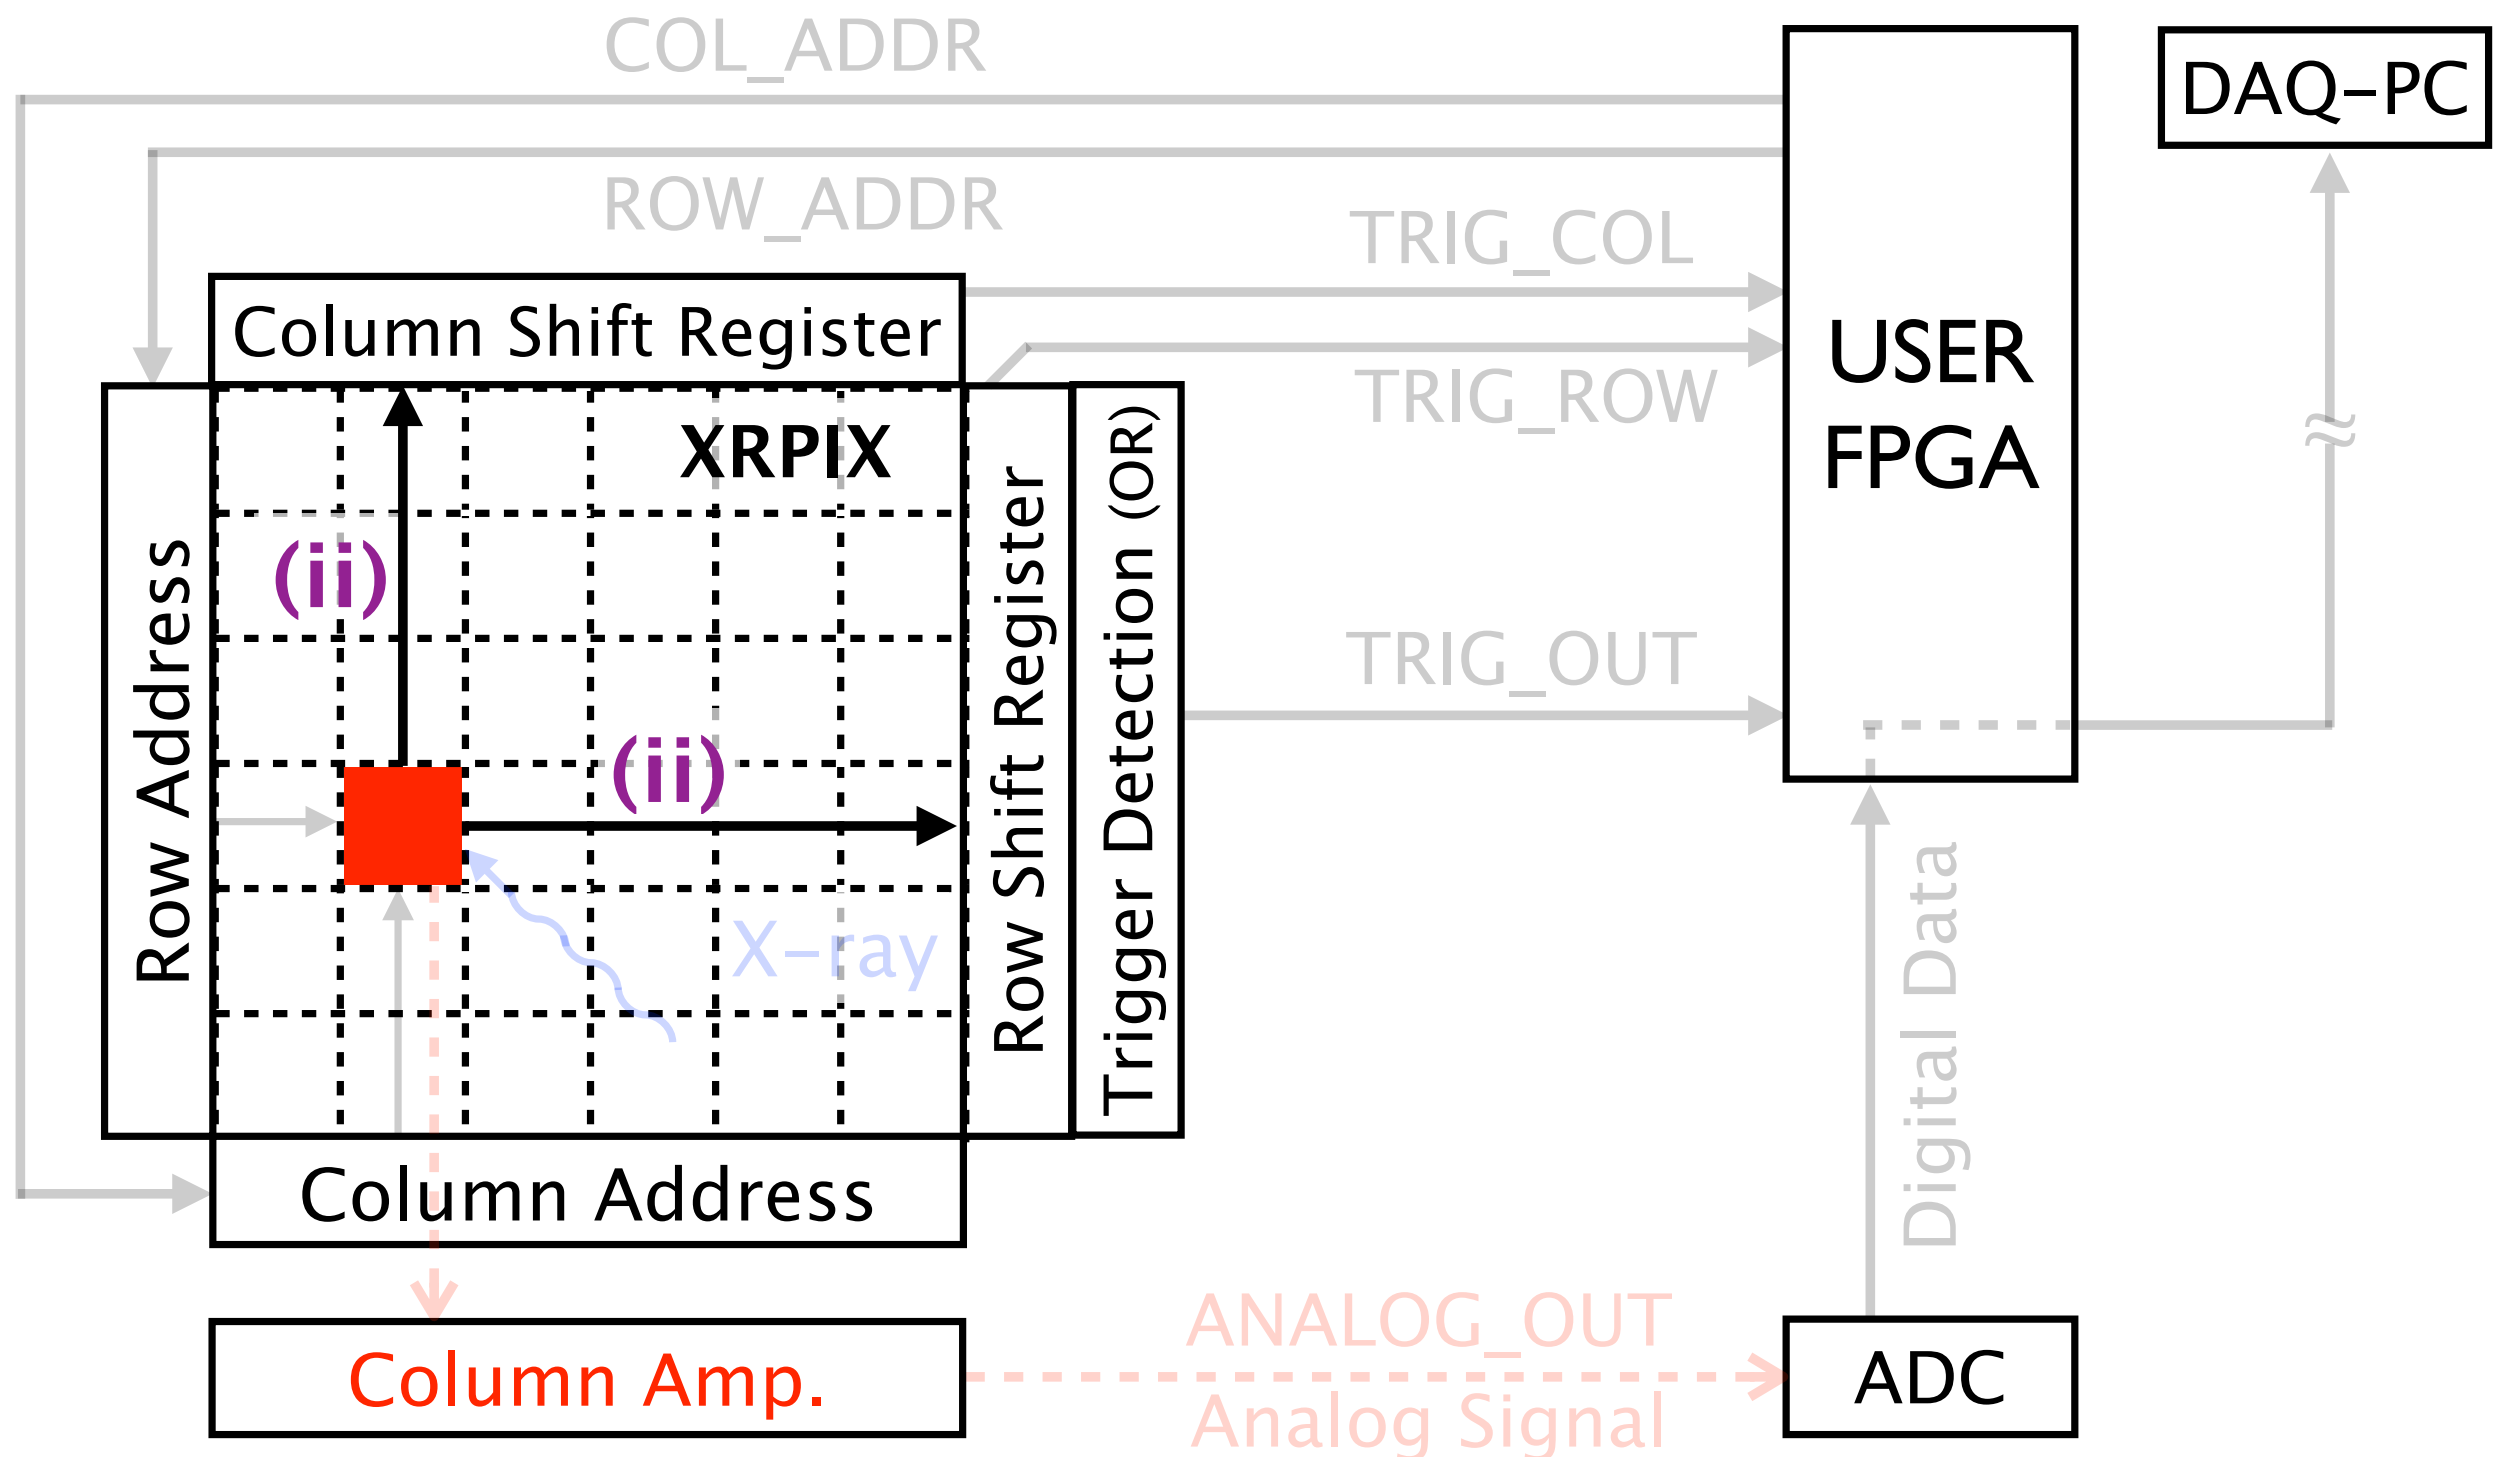 COL_ADDR
DAQ-PC
ROW_ADDR
TRIG_COL
Column Shift Register
USER
FPGA
TRIG_ROW
XRPIX
≈
(ii)
Row Address
Row Shift Register
Trigger Detection (OR)
TRIG_OUT
(ii)
X-ray
Digital Data
Column Address
ANALOG_OUT
Column Amp.
ADC
Analog Signal